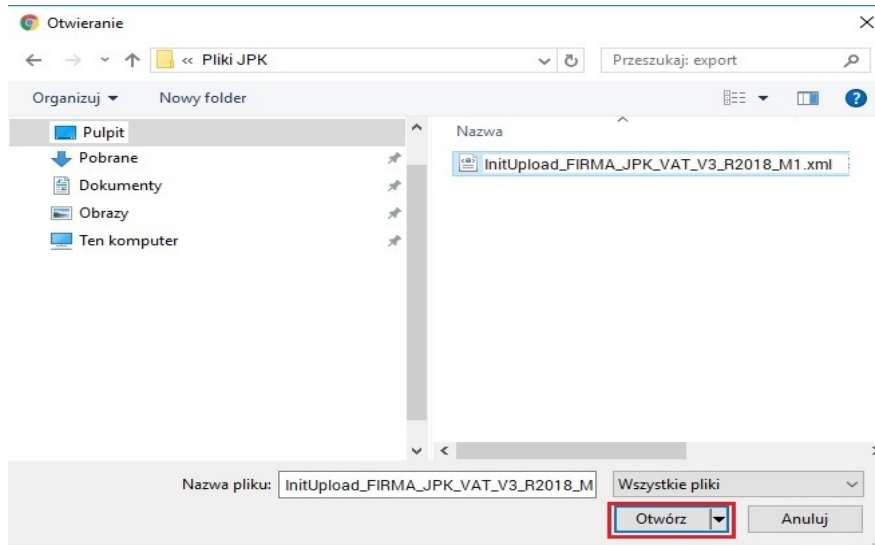 Otwieranie
« Pliki JPK
Przeszukaj: export
Organizuj
Nowy folder
Pulpit
Pobrane
Dokumenty
Obrazy
Ten komputer
Nazwa
InitUpload_FIRMA_JPK_VAT_V3_R2018_M1.xml
Nazwa pliku: InitUpload_FIRMA_JPK_VAT_V3_R2018_M
Wszystkie pliki
Otwórz
Anuluj